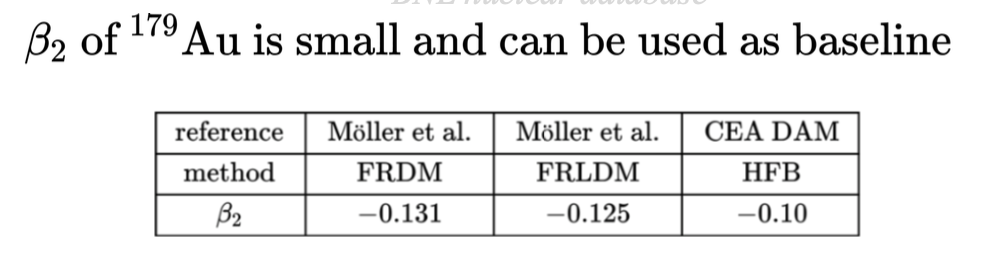 β₂ of ¹⁷⁹Au is small and can be used as baseline
reference Möller et al. Möller et al. CEA DAM
method FRDM FRLDM HFB
β₂ −0.131 −0.125 −0.10